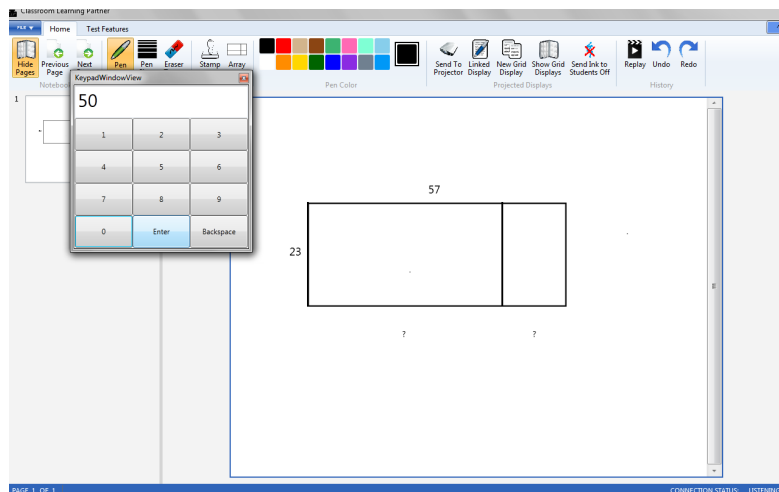 Classroom Learning Partner
FILE Home Test Features
Hide Pages Previous Page Next Pen Pen Eraser Stamp Array Send To Projector Linked Display New Grid Display Show Grid Displays Send Ink to Students Off Replay Undo Redo
Notebook Pen Color Projected Displays History
KeypadWindowView
50
1 2 3
4 5 6
7 8 9
0 Enter Backspace
1
57
23
? ?
PAGE 1 OF 1 CONNECTION STATUS: LISTENING